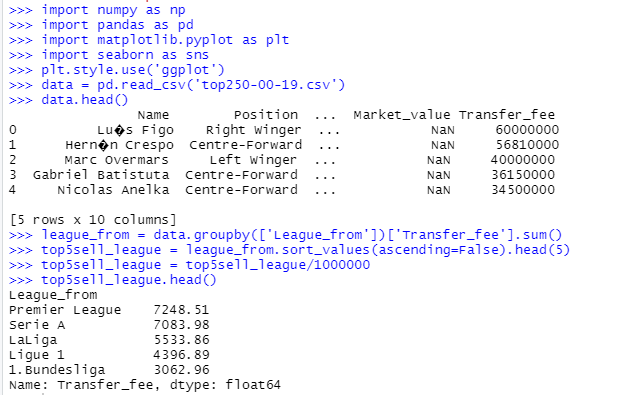 >>> import numpy as np
>>> import pandas as pd
>>> import matplotlib.pyplot as plt
>>> import seaborn as sns
>>> plt.style.use('ggplot')
>>> data = pd.read_csv('top250-00-19.csv')
>>> data.head()
Name Position ... Market_value Transfer_fee
0 Lu�s Figo Right Winger ... NaN 60000000
1 Hern�n Crespo Centre-Forward ... NaN 56810000
2 Marc Overmars Left Winger ... NaN 40000000
3 Gabriel Batistuta Centre-Forward ... NaN 36150000
4 Nicolas Anelka Centre-Forward ... NaN 34500000
[5 rows x 10 columns]
>>> league_from = data.groupby(['League_from'])['Transfer_fee'].sum()
>>> top5sell_league = league_from.sort_values(ascending=False).head(5)
>>> top5sell_league = top5sell_league/1000000
>>> top5sell_league.head()
League_from
Premier League 7248.51
Serie A 7083.98
LaLiga 5533.86
Ligue 1 4396.89
1.Bundesliga 3062.96
Name: Transfer_fee, dtype: float64